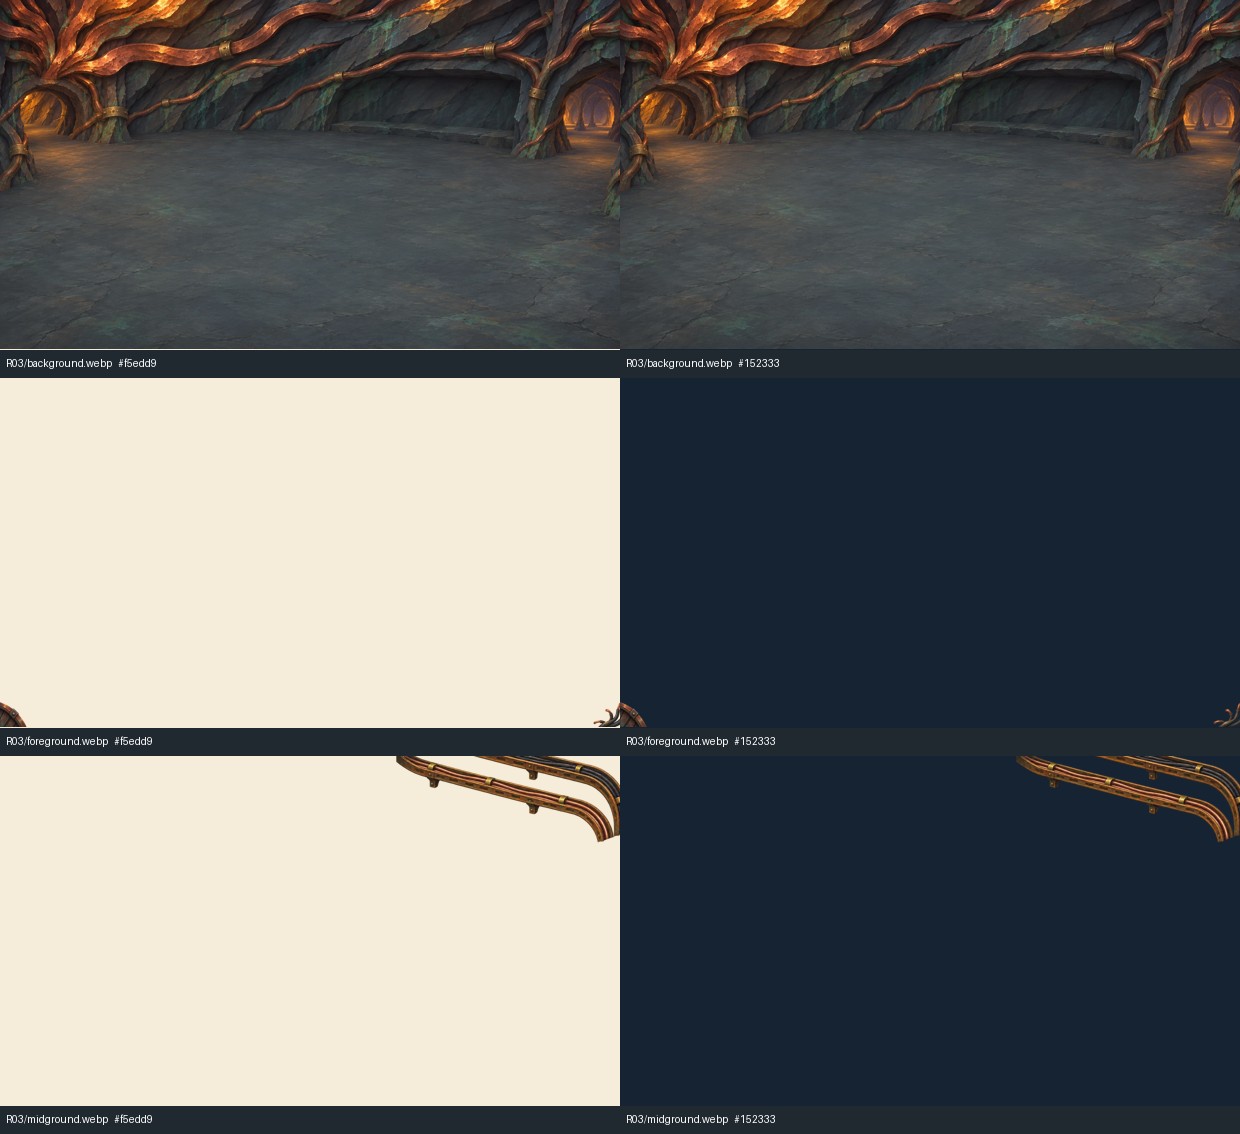 R03/background.webp #f5edd9
R03/background.webp #152333
R03/foreground.webp #f5edd9
R03/foreground.webp #152333
R03/midground.webp #f5edd9
R03/midground.webp #152333